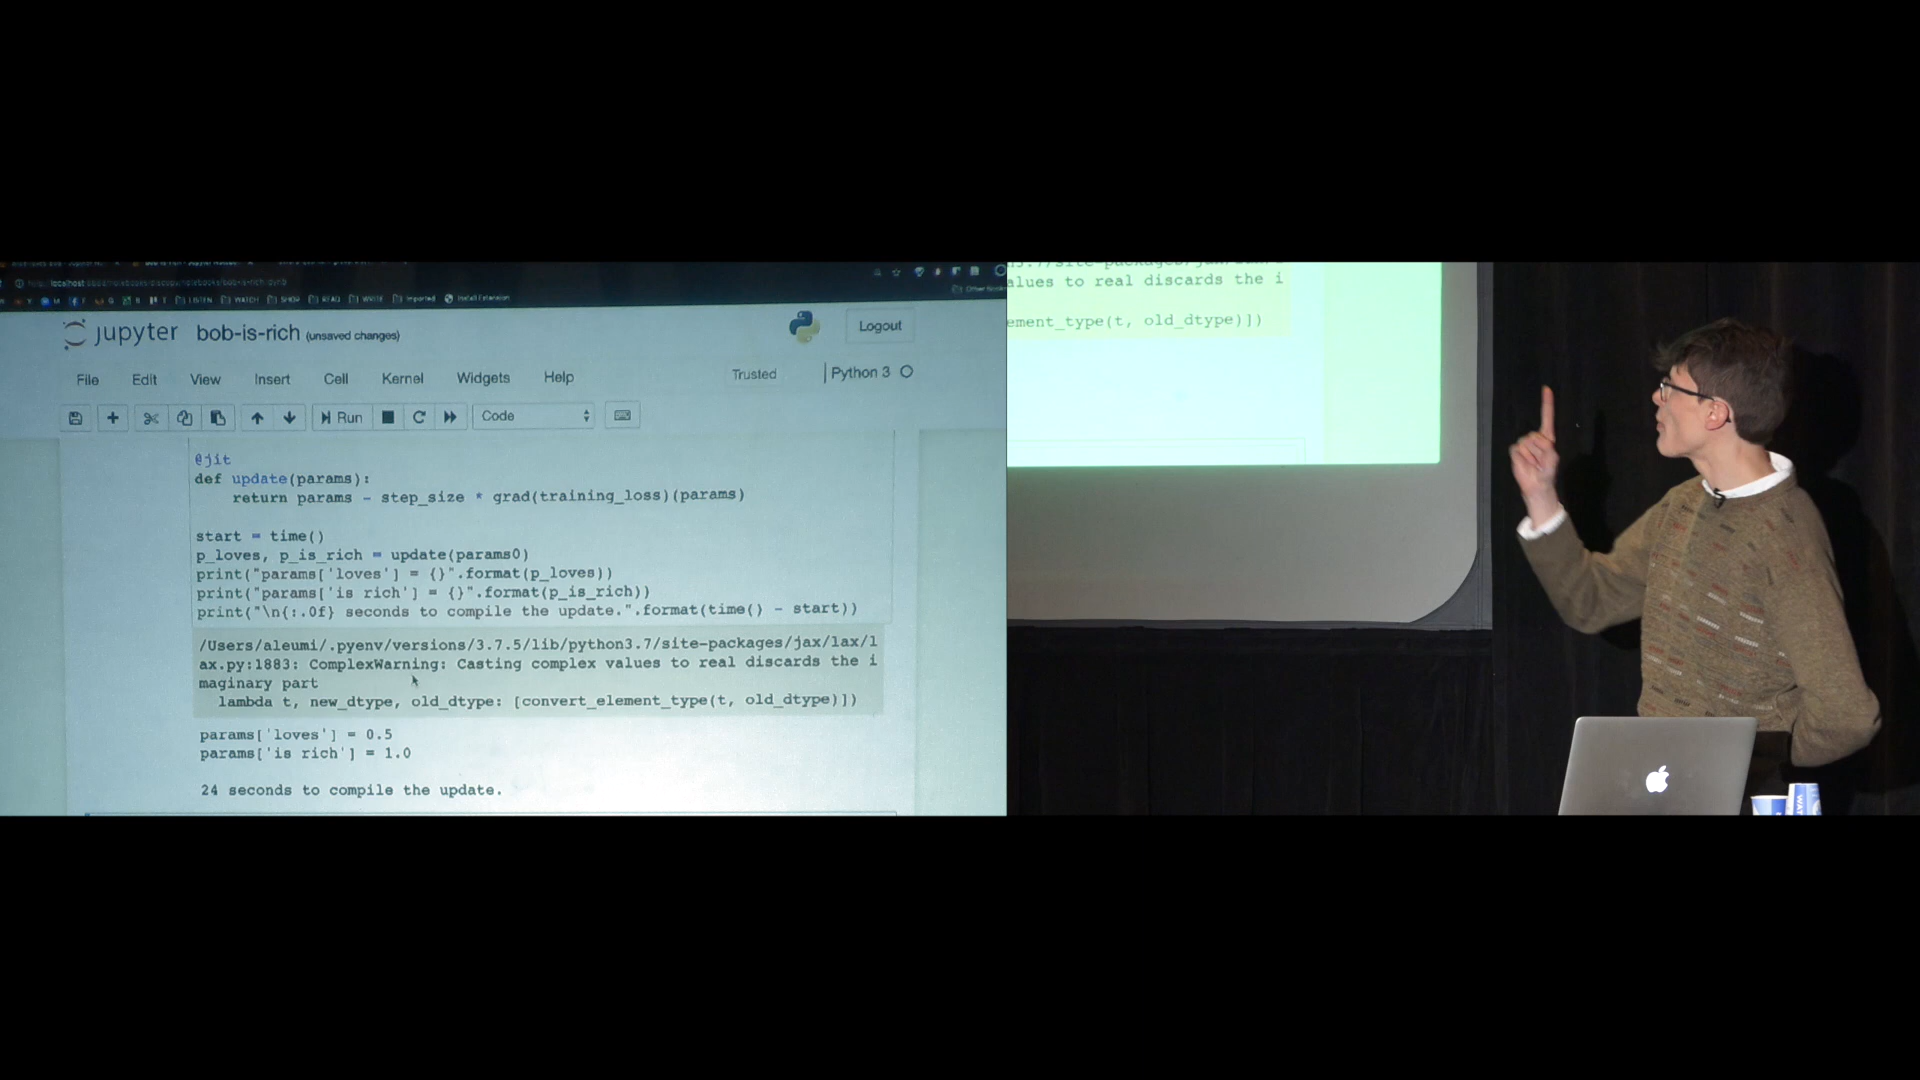 jupyter bob-is-rich (unsaved changes)
Logout
File Edit View Insert Cell Kernel Widgets Help
Trusted
Python 3
Run
Code
@jit
def update(params):
    return params - step_size * grad(training_loss)(params)
start = time()
p_loves, p_is_rich = update(params0)
print("params['loves'] = {}".format(p_loves))
print("params['is rich'] = {}".format(p_is_rich))
print("\n{:.0f} seconds to compile the update.".format(time() - start))
/Users/aleumi/.pyenv/versions/3.7.5/lib/python3.7/site-packages/jax/lax/l
ax.py:1883: ComplexWarning: Casting complex values to real discards the i
maginary part
  lambda t, new_dtype, old_dtype: [convert_element_type(t, old_dtype)])
params['loves'] = 0.5
params['is rich'] = 1.0
24 seconds to compile the update.
alues to real discards the i
ement_type(t, old_dtype)])